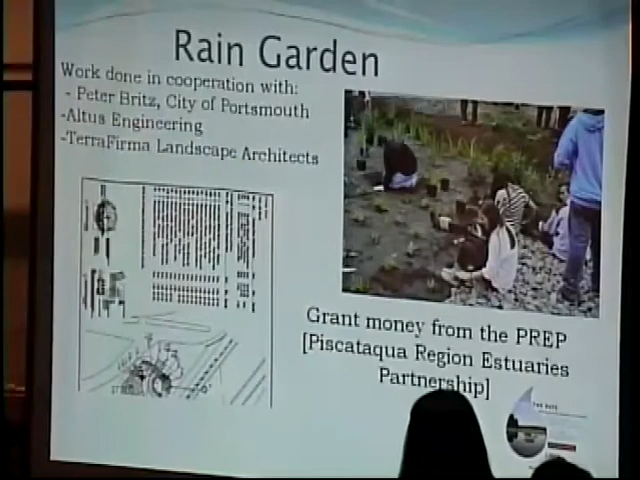 Rain Garden
Work done in cooperation with:
- Peter Britz, City of Portsmouth
-Altus Engineering
-TerraFirma Landscape Architects
Grant money from the PREP
[Piscataqua Region Estuaries
Partnership]